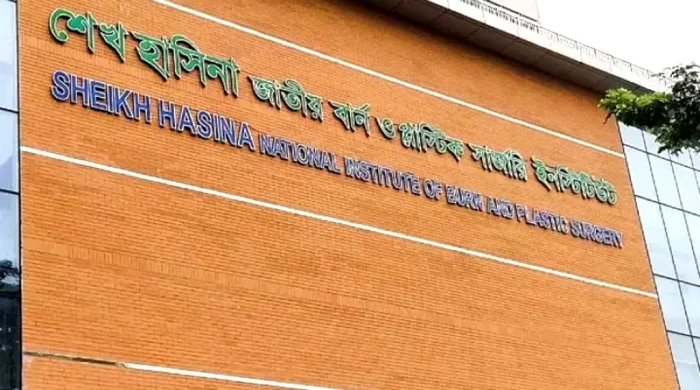 শেখ হাসিনা জাতীয় বার্ন ও প্লাস্টিক সার্জারি ইনস্টিটিউট
SHEIKH HASINA NATIONAL INSTITUTE OF BURN AND PLASTIC SURGERY